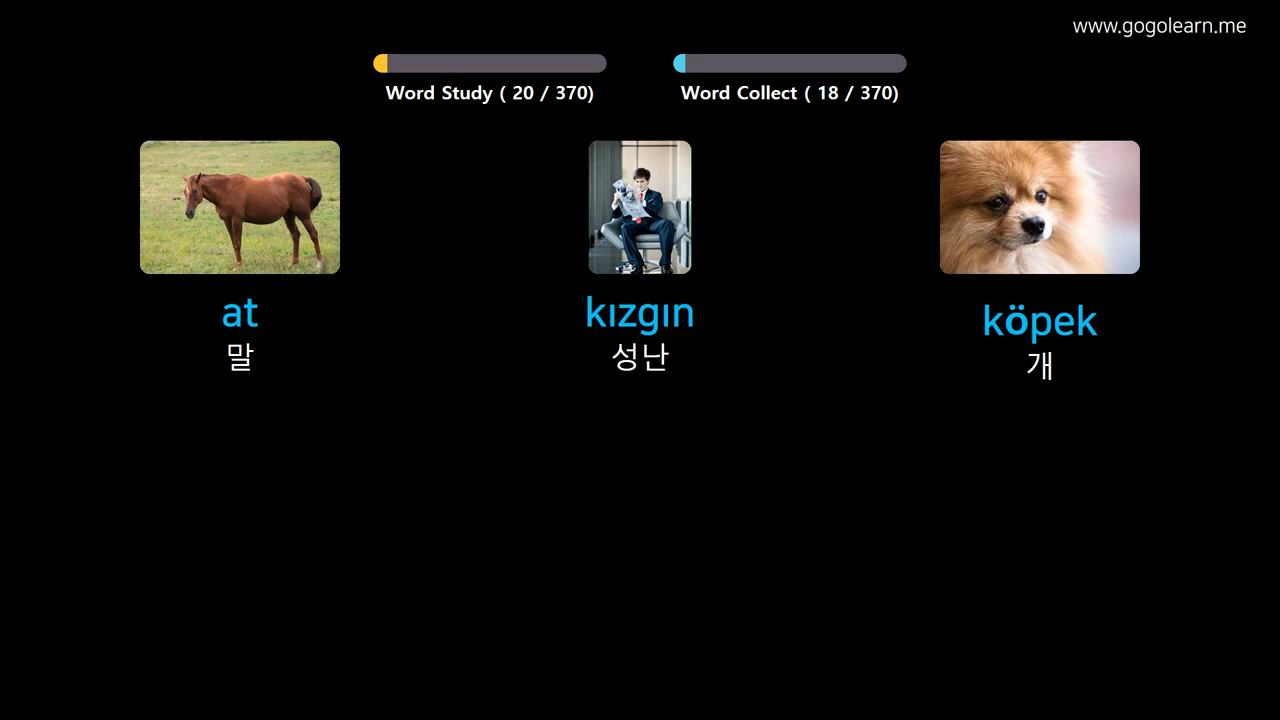 www.gogolearn.me
Word Study ( 20 / 370)
Word Collect ( 18 / 370)
at
말
kızgın
성난
köpek
개